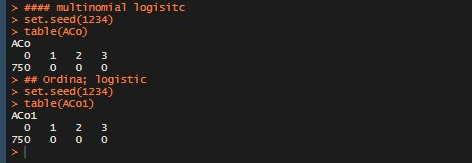 > #### multinomial logisitc
> set.seed(1234)
> table(ACo)
ACo
  0   1   2   3
750   0   0   0
> ## Ordina; logistic
> set.seed(1234)
> table(ACo1)
ACo1
  0   1   2   3
750   0   0   0
>